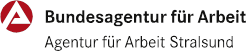 Bundesagentur für Arbeit
Agentur für Arbeit Stralsund